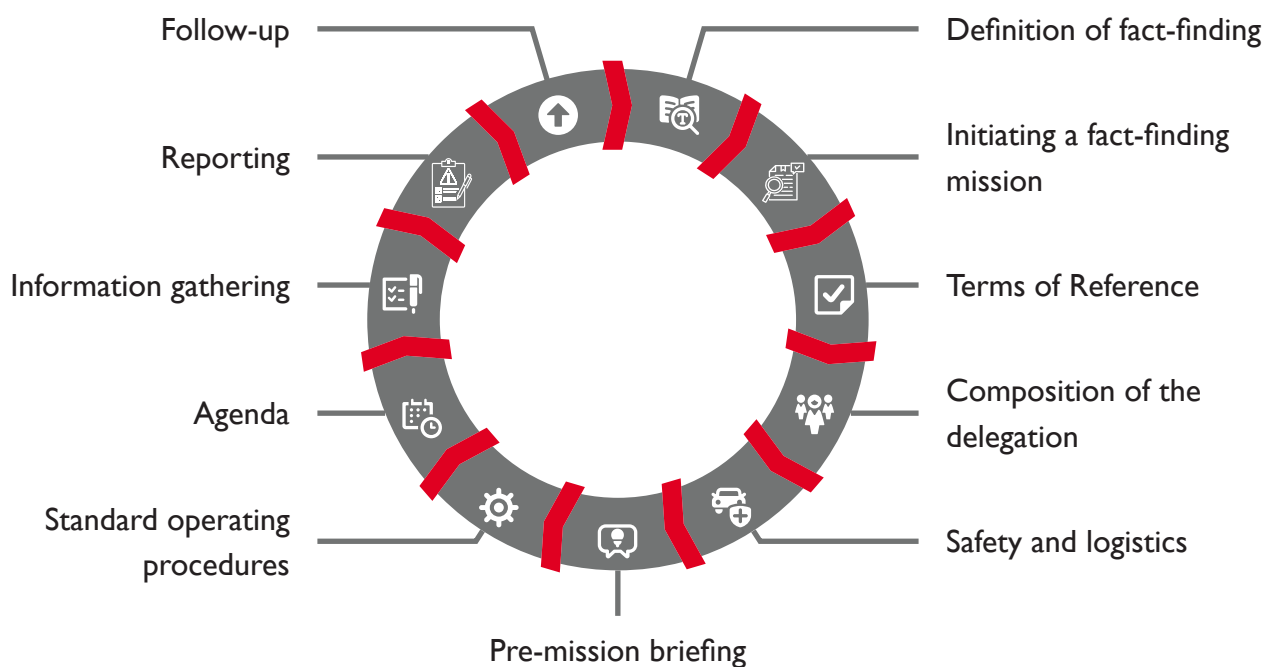 Follow-up
Definition of fact-finding
Reporting
Initiating a fact-finding
mission
Information gathering
Terms of Reference
Agenda
Composition of the
delegation
Standard operating
procedures
Safety and logistics
Pre-mission briefing